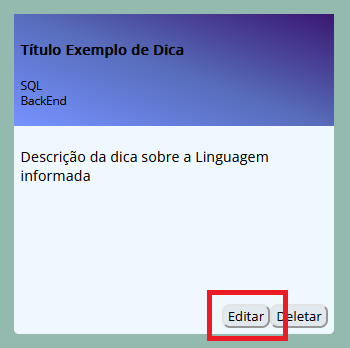 Título Exemplo de Dica
SQL
BackEnd
Descrição da dica sobre a Linguagem
informada
Editar Deletar